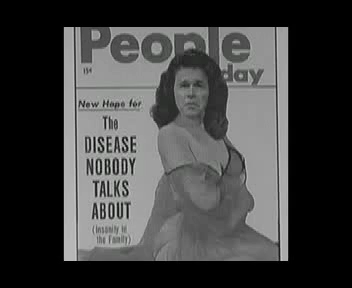 People
15¢
day
New Hope for
The
DISEASE
NOBODY
TALKS
ABOUT
(Insanity in
the Family)